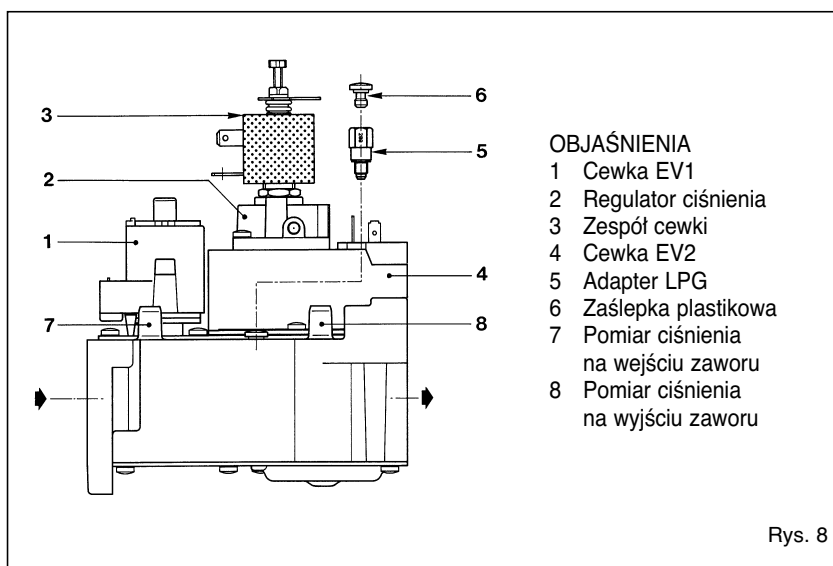 3
2
1
7
6
5
4
8
OBJAŚNIENIA
1 Cewka EV1
2 Regulator ciśnienia
3 Zespół cewki
4 Cewka EV2
5 Adapter LPG
6 Zaślepka plastikowa
7 Pomiar ciśnienia
na wejściu zaworu
8 Pomiar ciśnienia
na wyjściu zaworu
Rys. 8